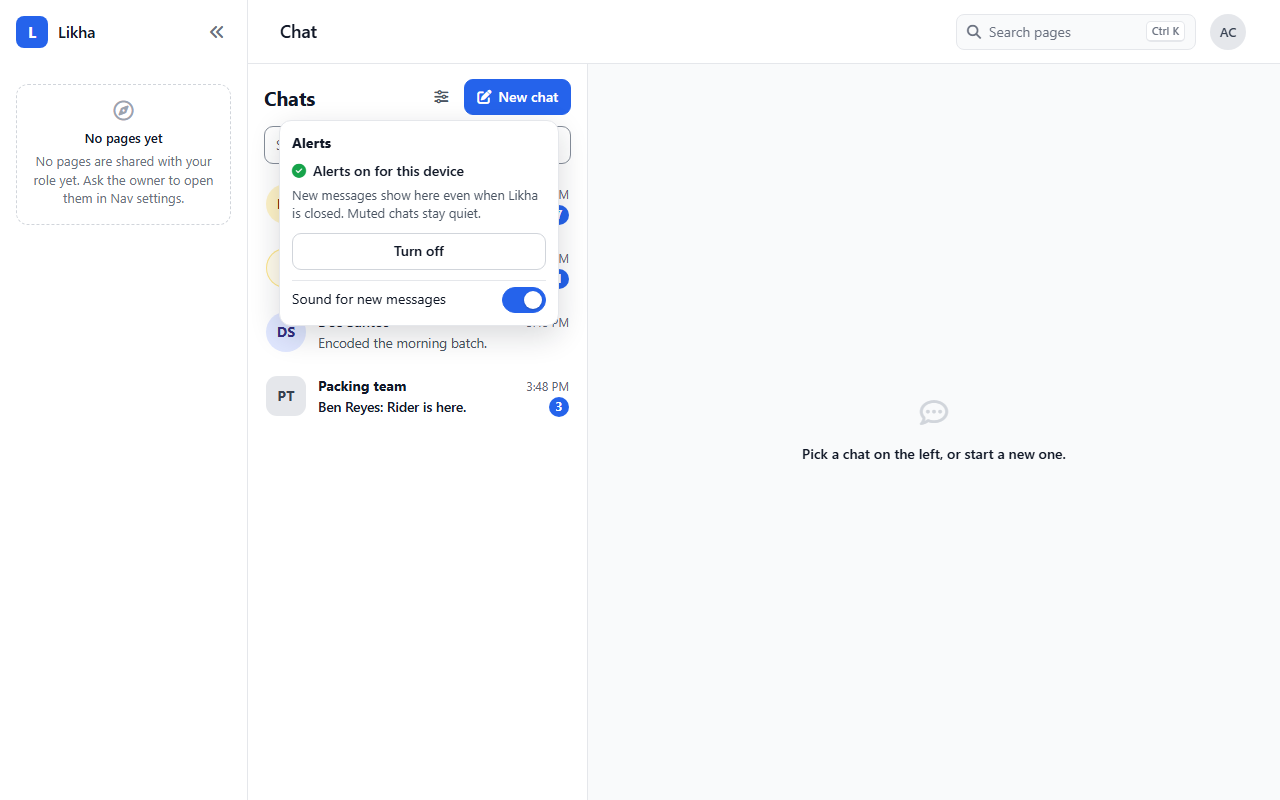 L
Likha
Chat
Search pages
Ctrl K
AC
No pages yet
No pages are shared with your
role yet. Ask the owner to open
them in Nav settings.
Chats
New chat
Alerts
Alerts on for this device
New messages show here even when Likha
is closed. Muted chats stay quiet.
Turn off
Sound for new messages
DS
Encoded the morning batch.
PT
Packing team
3:48 PM
Ben Reyes: Rider is here.
3
Pick a chat on the left, or start a new one.